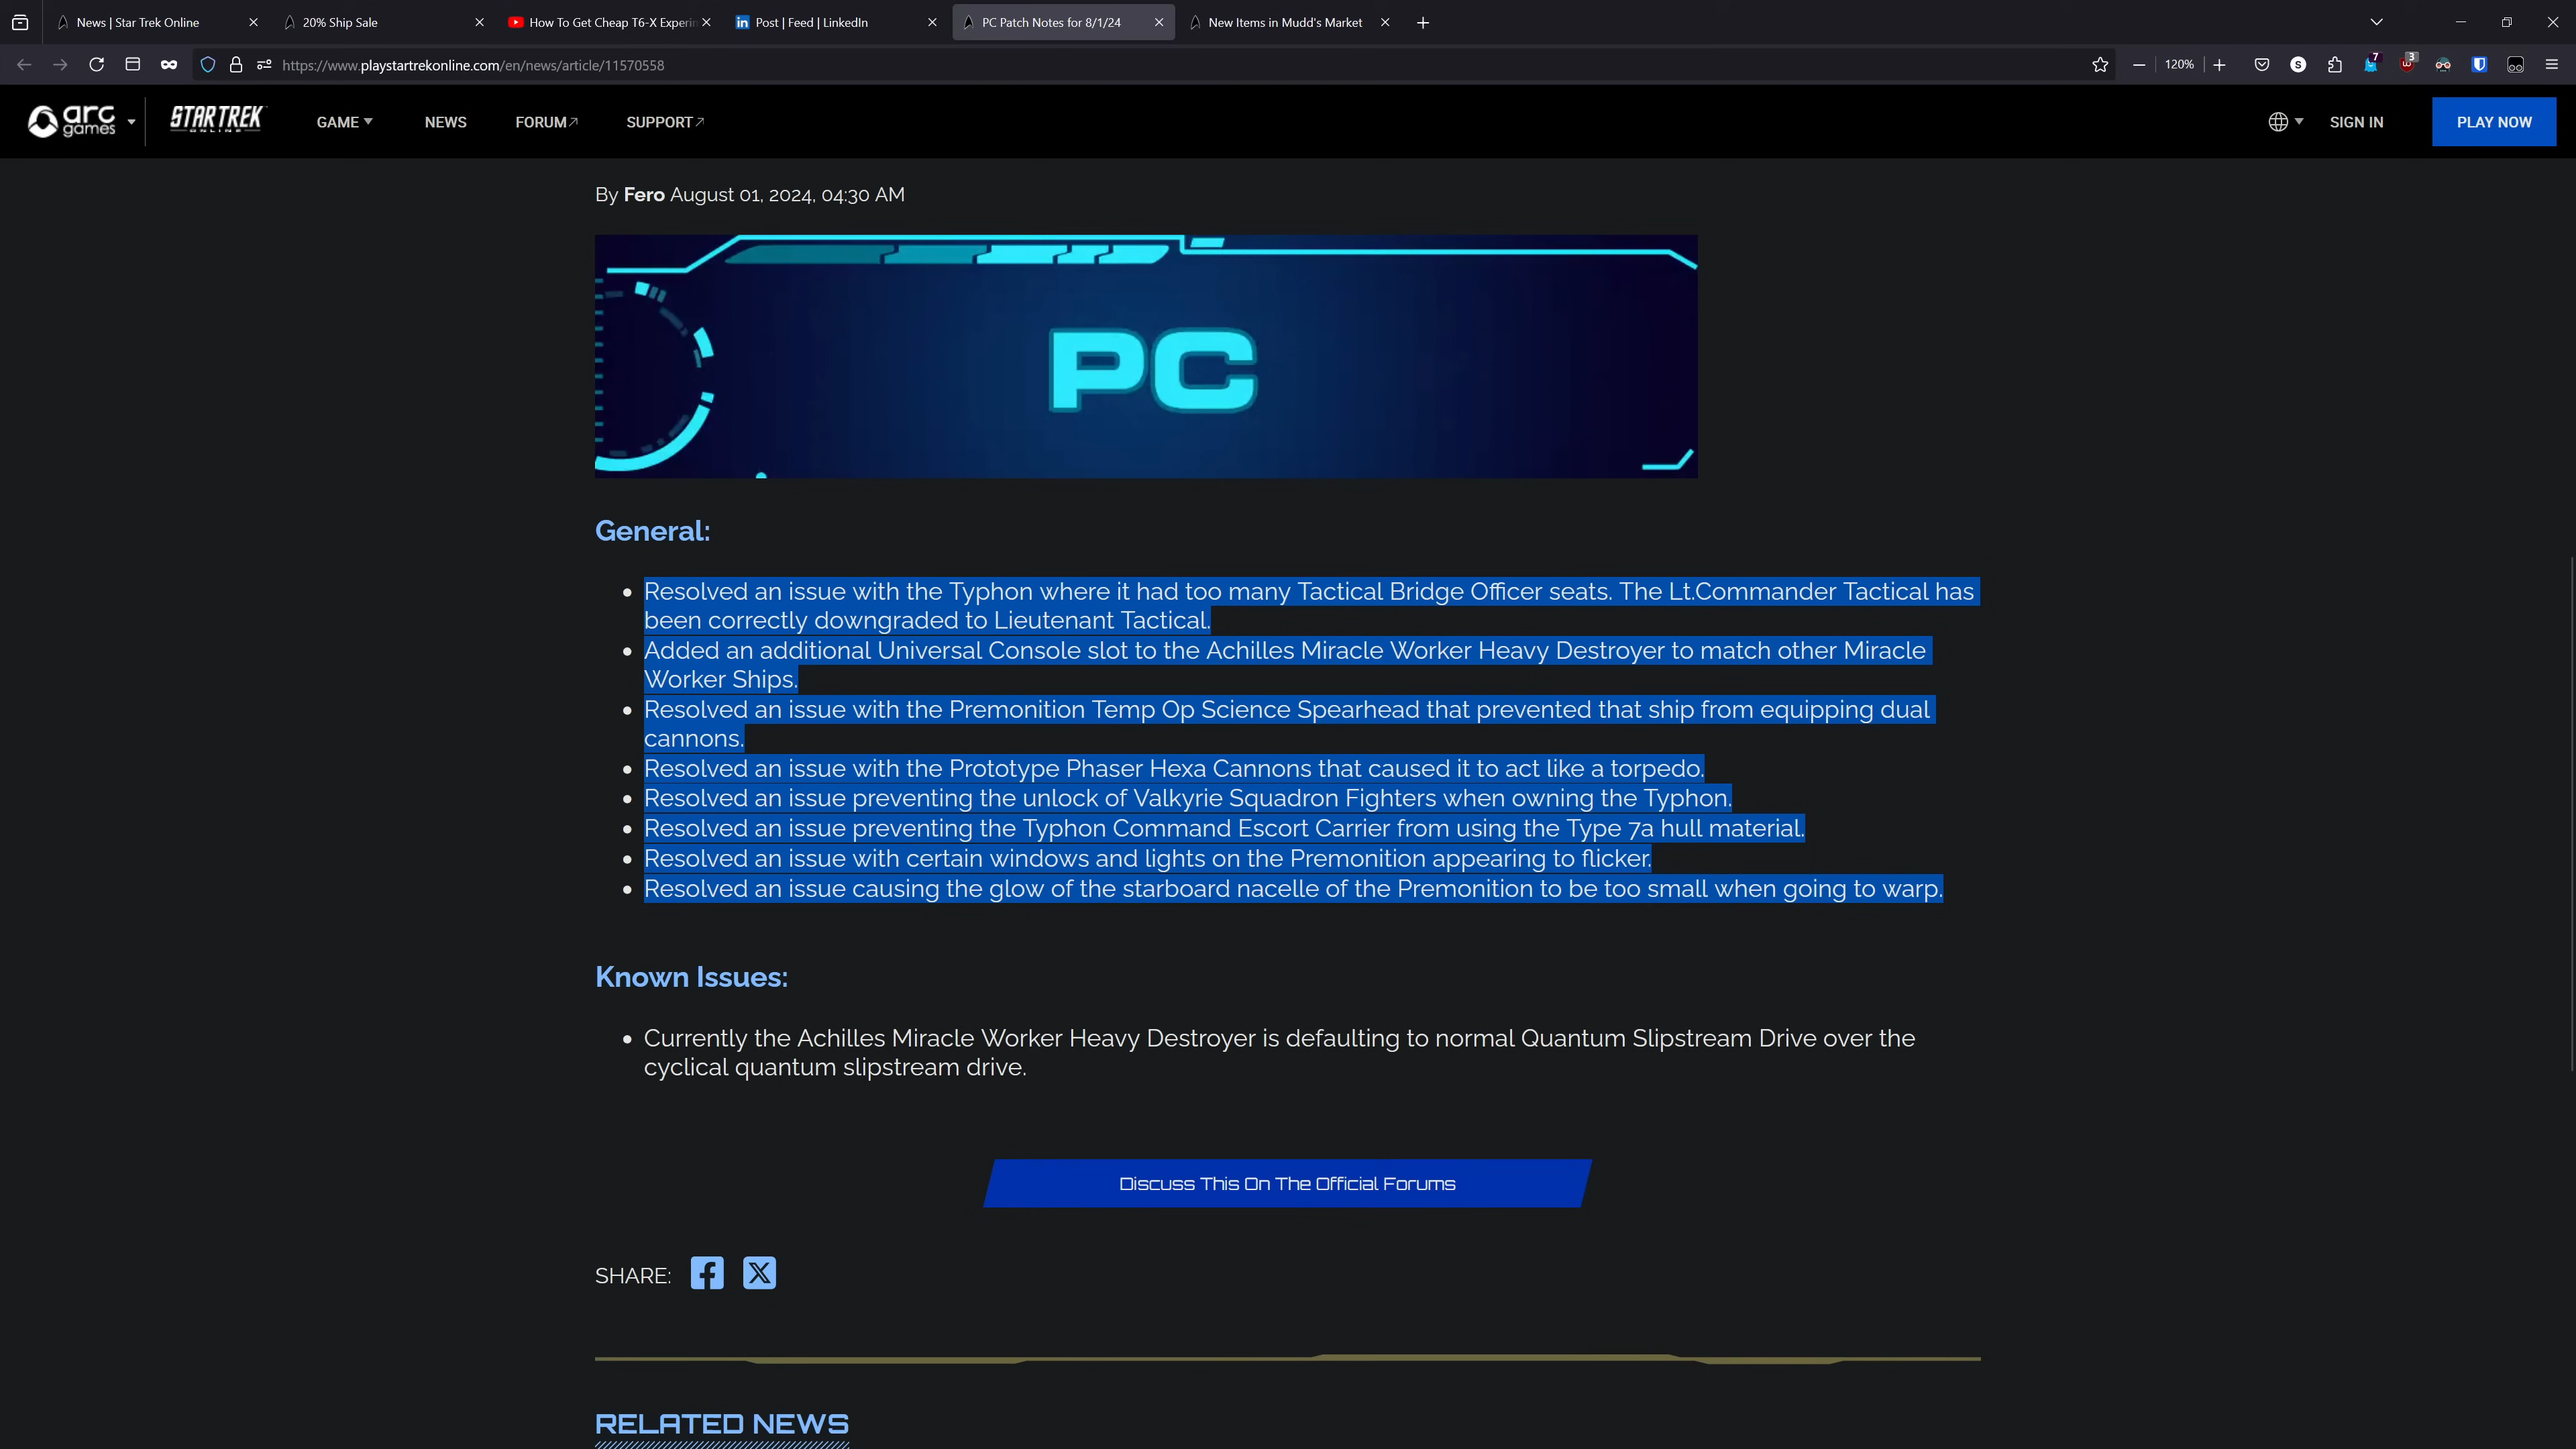 News | Star Trek Online
20% Ship Sale
How To Get Cheap T6-X Experin
Post | Feed | LinkedIn
PC Patch Notes for 8/1/24
New Items in Mudd's Market
https://www.playstartrekonline.com/en/news/article/11570558
120%
S
7
3
arc games
STAR TREK
ONLINE
GAME
NEWS
FORUM
SUPPORT
SIGN IN
PLAY NOW
By Fero August 01, 2024, 04:30 AM
PC
General:
Resolved an issue with the Typhon where it had too many Tactical Bridge Officer seats. The Lt.Commander Tactical has
been correctly downgraded to Lieutenant Tactical.
Added an additional Universal Console slot to the Achilles Miracle Worker Heavy Destroyer to match other Miracle
Worker Ships.
Resolved an issue with the Premonition Temp Op Science Spearhead that prevented that ship from equipping dual
cannons.
Resolved an issue with the Prototype Phaser Hexa Cannons that caused it to act like a torpedo.
Resolved an issue preventing the unlock of Valkyrie Squadron Fighters when owning the Typhon.
Resolved an issue preventing the Typhon Command Escort Carrier from using the Type 7a hull material.
Resolved an issue with certain windows and lights on the Premonition appearing to flicker.
Resolved an issue causing the glow of the starboard nacelle of the Premonition to be too small when going to warp.
Known Issues:
Currently the Achilles Miracle Worker Heavy Destroyer is defaulting to normal Quantum Slipstream Drive over the
cyclical quantum slipstream drive.
Discuss This On The Official Forums
SHARE:
RELATED NEWS